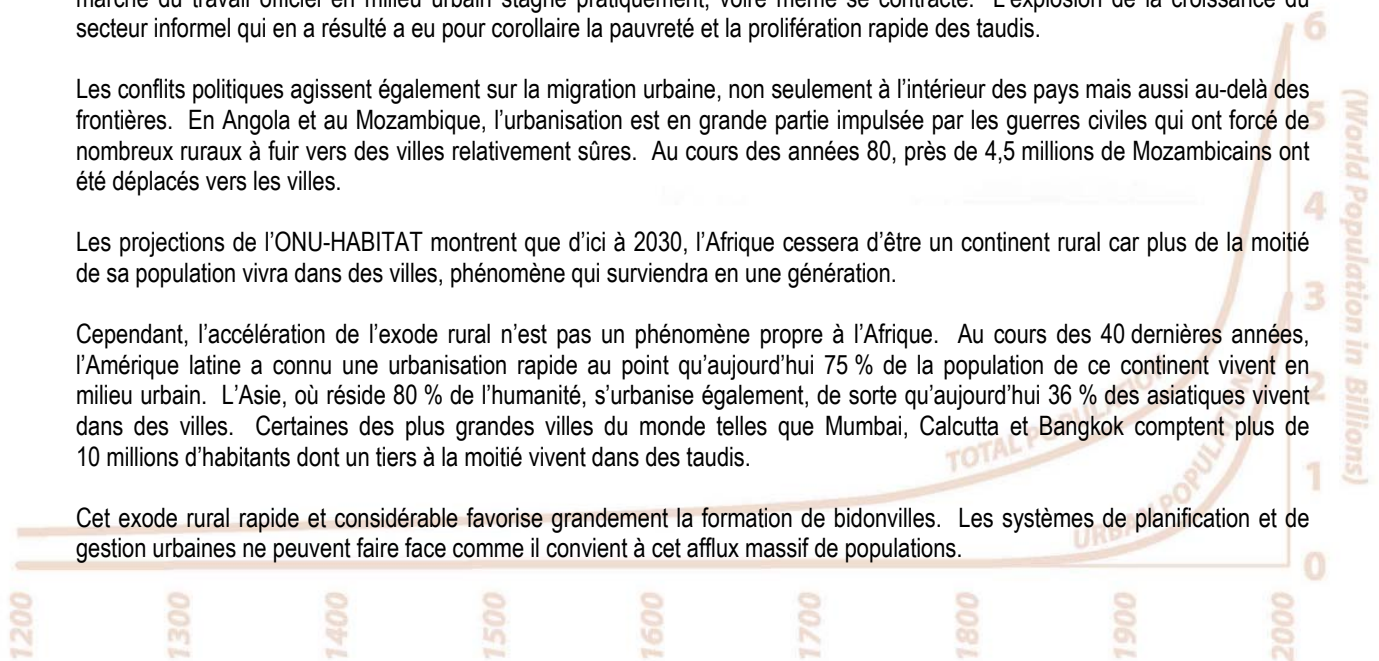 marché du travail officiel en milieu urbain stagne pratiquement, voire même se contracte. L'explosion de la croissance du
secteur informel qui en a résulté a eu pour corollaire la pauvreté et la prolifération rapide des taudis.
Les conflits politiques agissent également sur la migration urbaine, non seulement à l'intérieur des pays mais aussi au-delà des
frontières. En Angola et au Mozambique, l'urbanisation est en grande partie impulsée par les guerres civiles qui ont forcé de
nombreux ruraux à fuir vers des villes relativement sûres. Au cours des années 80, près de 4,5 millions de Mozambicains ont
été déplacés vers les villes.
Les projections de l'ONU-HABITAT montrent que d'ici à 2030, l'Afrique cessera d'être un continent rural car plus de la moitié
de sa population vivra dans des villes, phénomène qui surviendra en une génération.
Cependant, l'accélération de l'exode rural n'est pas un phénomène propre à l'Afrique. Au cours des 40 dernières années,
l'Amérique latine a connu une urbanisation rapide au point qu'aujourd'hui 75 % de la population de ce continent vivent en
milieu urbain. L'Asie, où réside 80 % de l'humanité, s'urbanise également, de sorte qu'aujourd'hui 36 % des asiatiques vivent
dans des villes. Certaines des plus grandes villes du monde telles que Mumbai, Calcutta et Bangkok comptent plus de
10 millions d'habitants dont un tiers à la moitié vivent dans des taudis.
Cet exode rural rapide et considérable favorise grandement la formation de bidonvilles. Les systèmes de planification et de
gestion urbaines ne peuvent faire face comme il convient à cet afflux massif de populations.
6
5
4
3
2
1
0
(World Population in Billions)
TOTAL POPULATION
URBAN POPULATION
1200
1300
1400
1500
1600
1700
1800
1900
2000